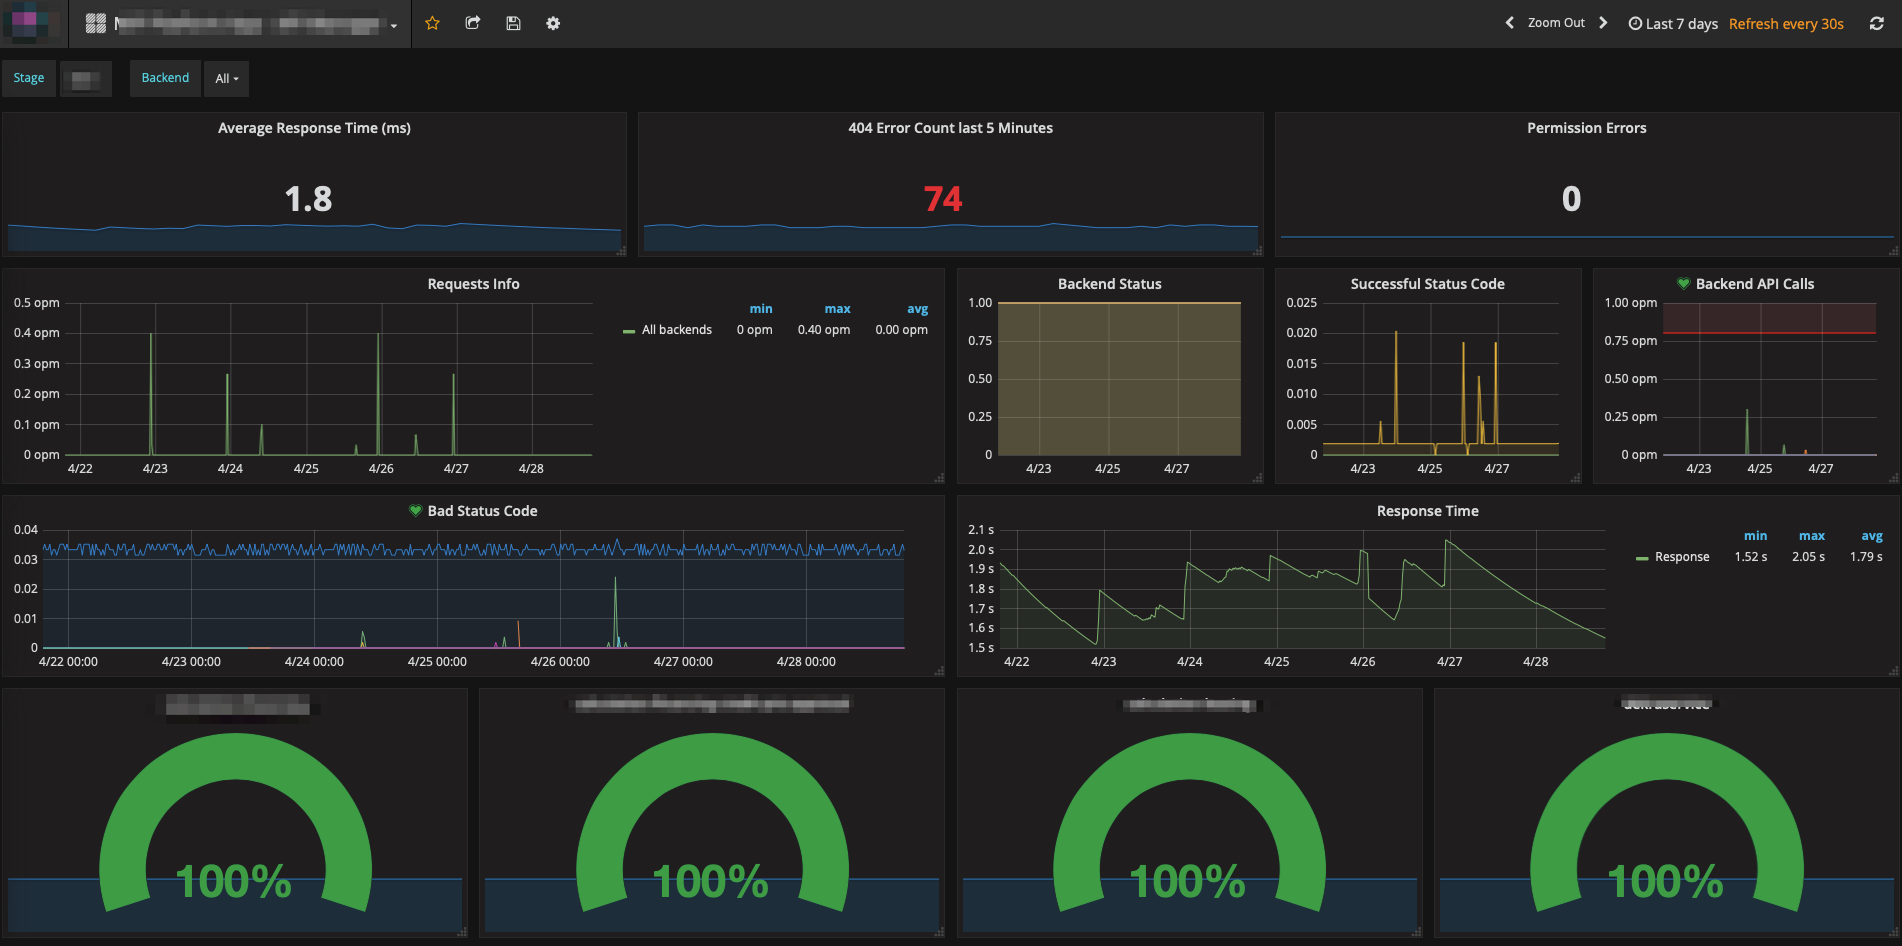 Zoom Out
Last 7 days
Refresh every 30s
Stage
Backend
All
Average Response Time (ms)
1.8
404 Error Count last 5 Minutes
74
Permission Errors
0
Requests Info
0.5 opm
0.4 opm
0.3 opm
0.2 opm
0.1 opm
0 opm
4/22 4/23 4/24 4/25 4/26 4/27 4/28
min max avg
All backends 0 opm 0.40 opm 0.00 opm
Backend Status
1.00
0.75
0.50
0.25
0
4/23 4/25 4/27
Successful Status Code
0.025
0.020
0.015
0.010
0.005
0
4/23 4/25 4/27
Backend API Calls
1.00 opm
0.75 opm
0.50 opm
0.25 opm
0 opm
4/23 4/25 4/27
Bad Status Code
0.04
0.03
0.02
0.01
0
4/22 00:00 4/23 00:00 4/24 00:00 4/25 00:00 4/26 00:00 4/27 00:00 4/28 00:00
Response Time
2.1 s
2.0 s
1.9 s
1.8 s
1.7 s
1.6 s
1.5 s
4/22 4/23 4/24 4/25 4/26 4/27 4/28
min max avg
Response 1.52 s 2.05 s 1.79 s
100%
100%
100%
100%